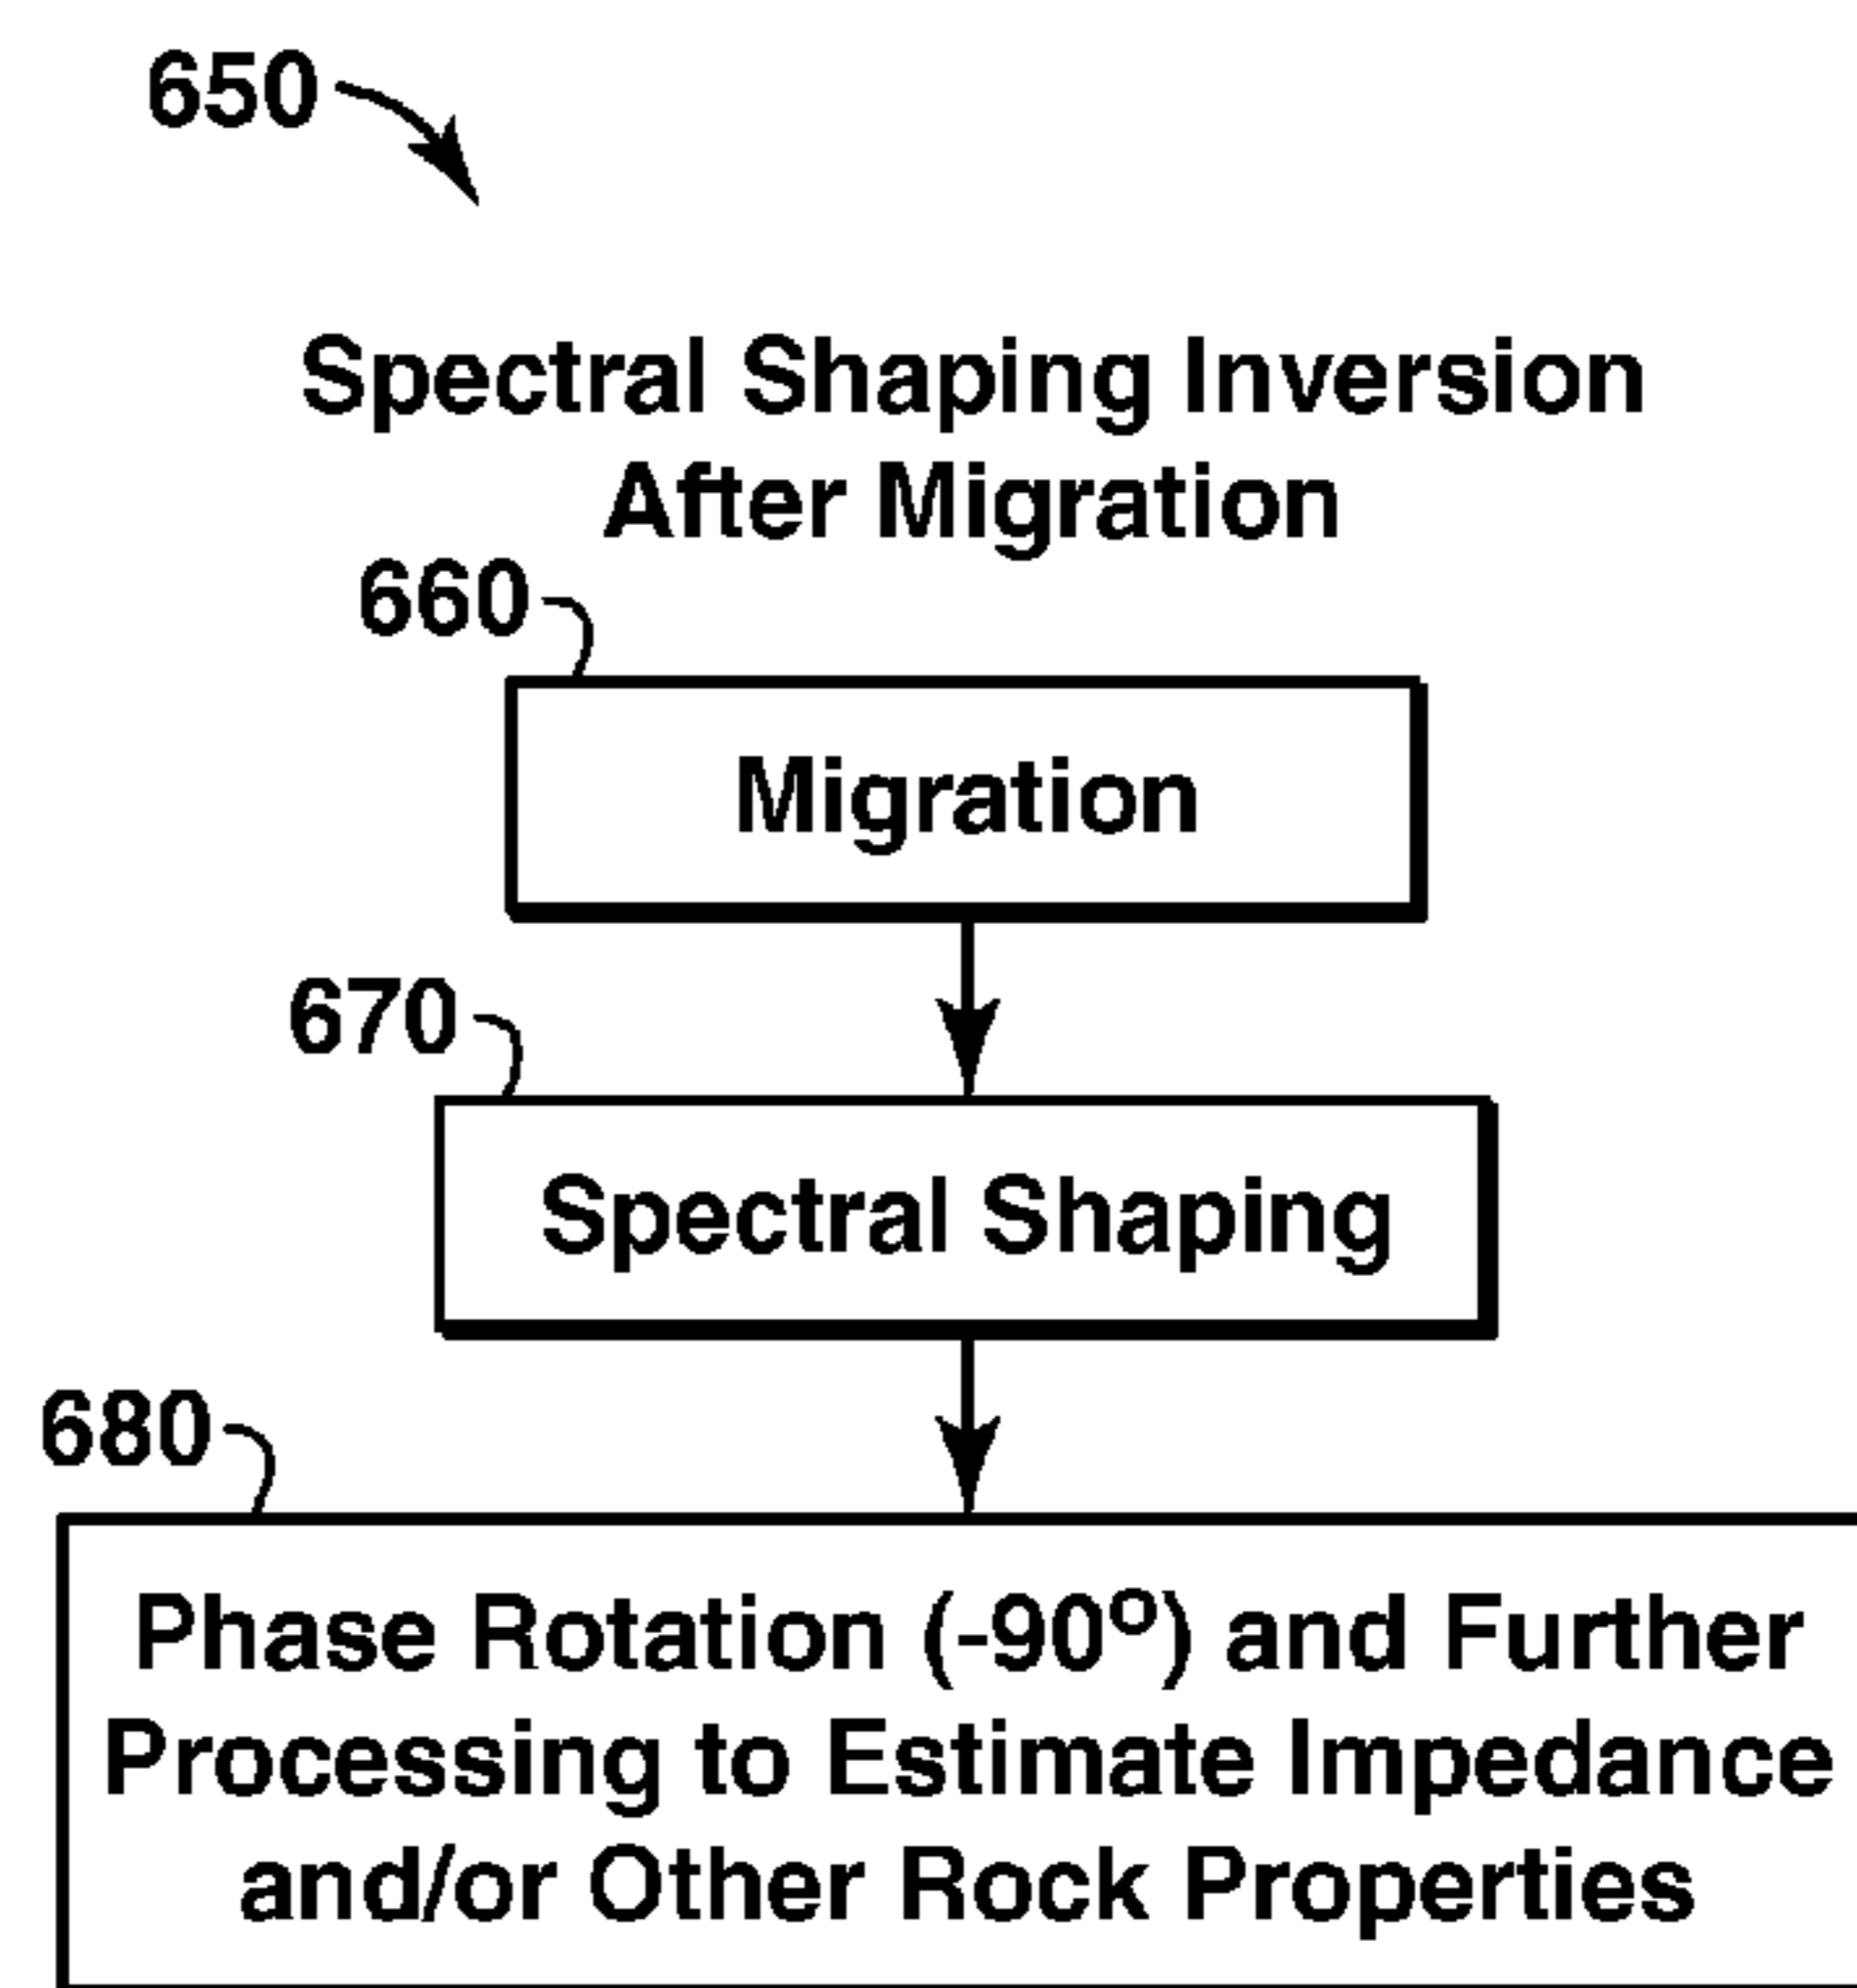 650
Spectral Shaping Inversion
After Migration
660
Migration
670
Spectral Shaping
680
Phase Rotation (-90º) and Further
Processing to Estimate Impedance
and/or Other Rock Properties